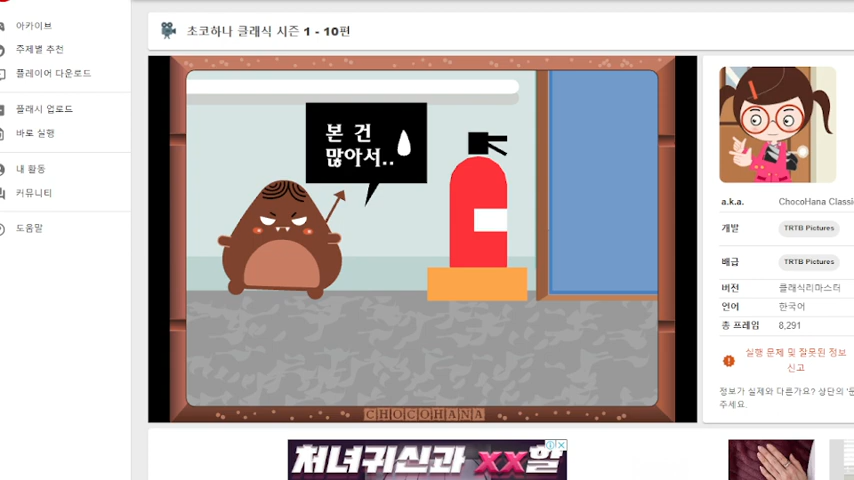 아카이브
주제별 추천
플레이어 다운로드
플래시 업로드
바로 실행
내 활동
커뮤니티
도움말
초코하나 클래식 시즌 1 - 10편
본 건
많아서..
CHOCOHANA
a.k.a. ChocoHana Classi
개발 TRTB Pictures
배급 TRTB Pictures
버전 플래식리마스터
언어 한국어
총 프레임 8,291
실행 문제 및 잘못된 정보
신고
정보가 실제와 다른가요? 상단의 '문
주세요.
처녀귀신과 xx할